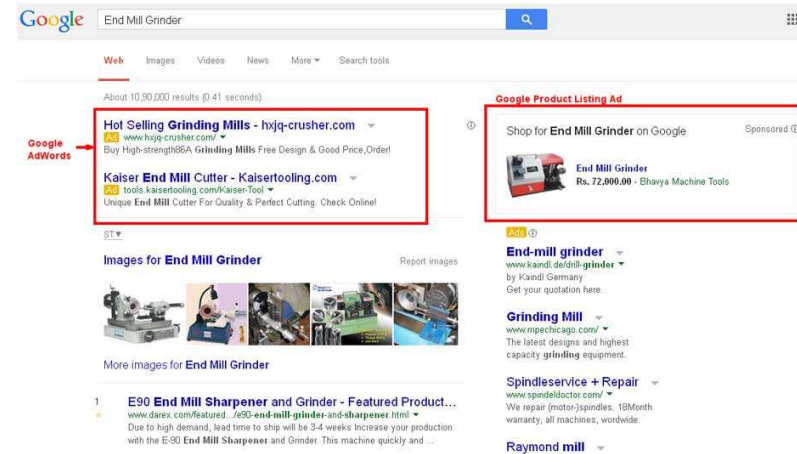 Google
End Mill Grinder
Web Images Videos News More Search tools
About 10,90,000 results (0.41 seconds)
Google AdWords
Hot Selling Grinding Mills - hxjq-crusher.com
Ad www.hxjq-crusher.com/
Buy High-strength86A Grinding Mills Free Design & Good Price,Order!
Kaiser End Mill Cutter - Kaisertooling.com
Ad tools.kaisertooling.com/Kaiser-Tool
Unique End Mill Cutter For Quality & Perfect Cutting. Check Online!
ST
Images for End Mill Grinder
Report images
More images for End Mill Grinder
1 E90 End Mill Sharpener and Grinder - Featured Product...
www.darex.com/featured.../e90-end-mill-grinder-and-sharpener.html
Due to high demand, lead time to ship will be 3-4 weeks Increase your production
with the E-90 End Mill Sharpener and Grinder. This machine quickly and ...
Google Product Listing Ad
Shop for End Mill Grinder on Google
Sponsored
End Mill Grinder
Rs. 72,000.00 - Bhavya Machine Tools
Ads
End-mill grinder
www.kaindl.de/drill-grinder
by Kaindl Germany
Get your quotation here.
Grinding Mill
www.mpechicago.com/
The latest designs and highest
capacity grinding equipment.
Spindleservice + Repair
www.spindeldoctor.com/
We repair (motor-)spindles. 18Month
warranty, all machines, wordwide.
Raymond mill